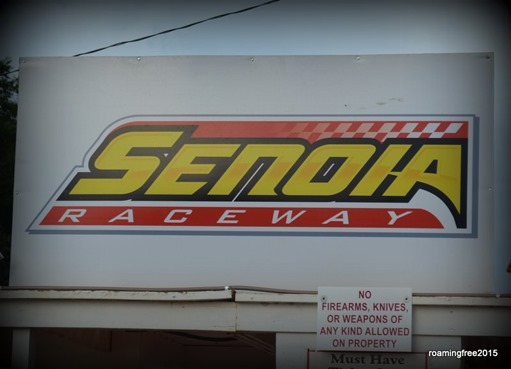 SENOIA
RACEWAY
NO
FIREARMS, KNIVES,
OR WEAPONS OF
ANY KIND ALLOWED
ON PROPERTY
Must Have
roamingfree2015